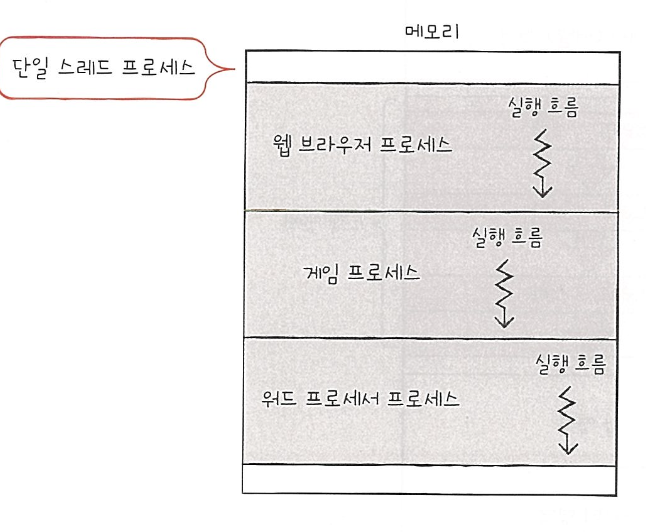 메모리
단일 스레드 프로세스
실행 흐름
웹 브라우저 프로세스
실행 흐름
게임 프로세스
실행 흐름
워드 프로세서 프로세스